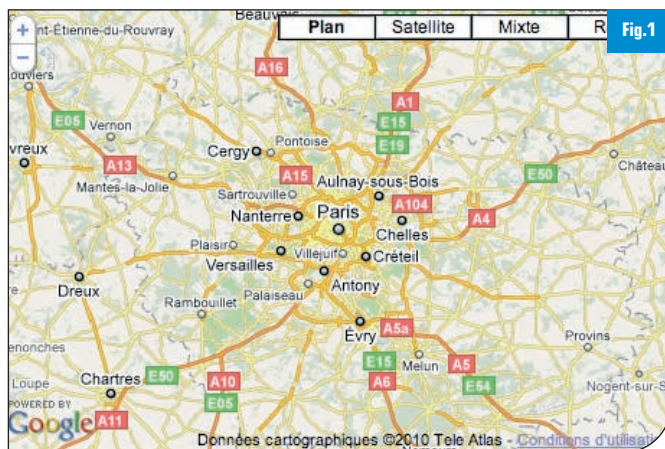 Beauvais
Plan Satellite Mixte R
Fig.1
+
nt-Étienne-du-Rouvray
−
A16
ouviers
A1
E05
E15
Vernon
E19
vreux
Cergy
Pontoise
Château
A13
A15
Aulnay-sous-Bois
E50
Mantes-la-Jolie
Sartrouville
A104
Nanterre
Paris
A4
Chelles
Plaisir
Villejuif
Créteil
Versailles
Dreux
Palaiseau
Antony
Rambouillet
Évry
A5a
Provins
enonches
E15
Melun
A5
Loupe
E50
A10
A6
E54
Nogent-sur-S
Chartres
E05
POWERED BY
Google
A11
Données cartographiques ©2010 Tele Atlas - Conditions d'utilisati